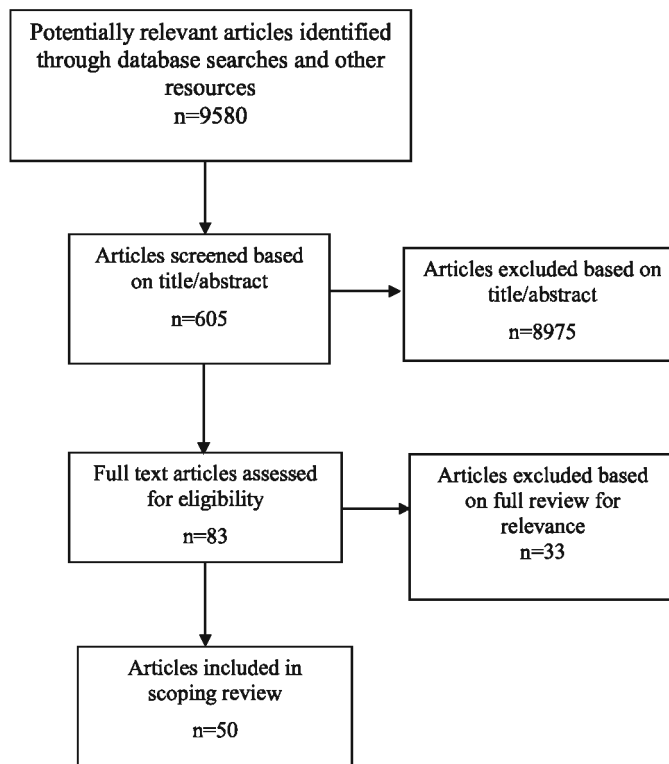 Potentially relevant articles identified
through database searches and other
resources
n=9580
Articles screened based
on title/abstract
n=605
Articles excluded based on
title/abstract
n=8975
Full text articles assessed
for eligibility
n=83
Articles excluded based
on full review for
relevance
n=33
Articles included in
scoping review
n=50